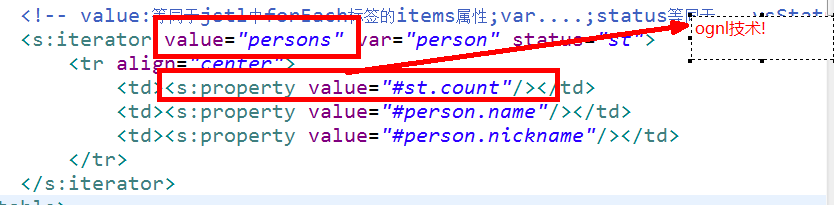 <!-- value:等同于jstl中forEach标签的items属性;var....;status等同于
<s:iterator value="persons" var="person" status="st">
ognl技术!
<tr align="center">
<td><s:property value="#st.count"/></td>
<td><s:property value="#person.name"/></td>
<td><s:property value="#person.nickname"/></td>
</tr>
</s:iterator>